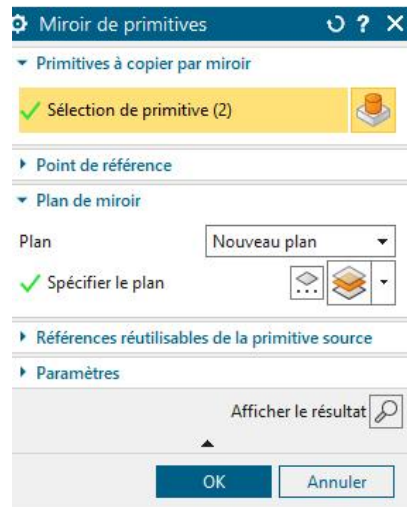 Miroir de primitives
Primitives à copier par miroir
Sélection de primitive (2)
Point de référence
Plan de miroir
Plan Nouveau plan
Spécifier le plan
Références réutilisables de la primitive source
Paramètres
Afficher le résultat
OK Annuler